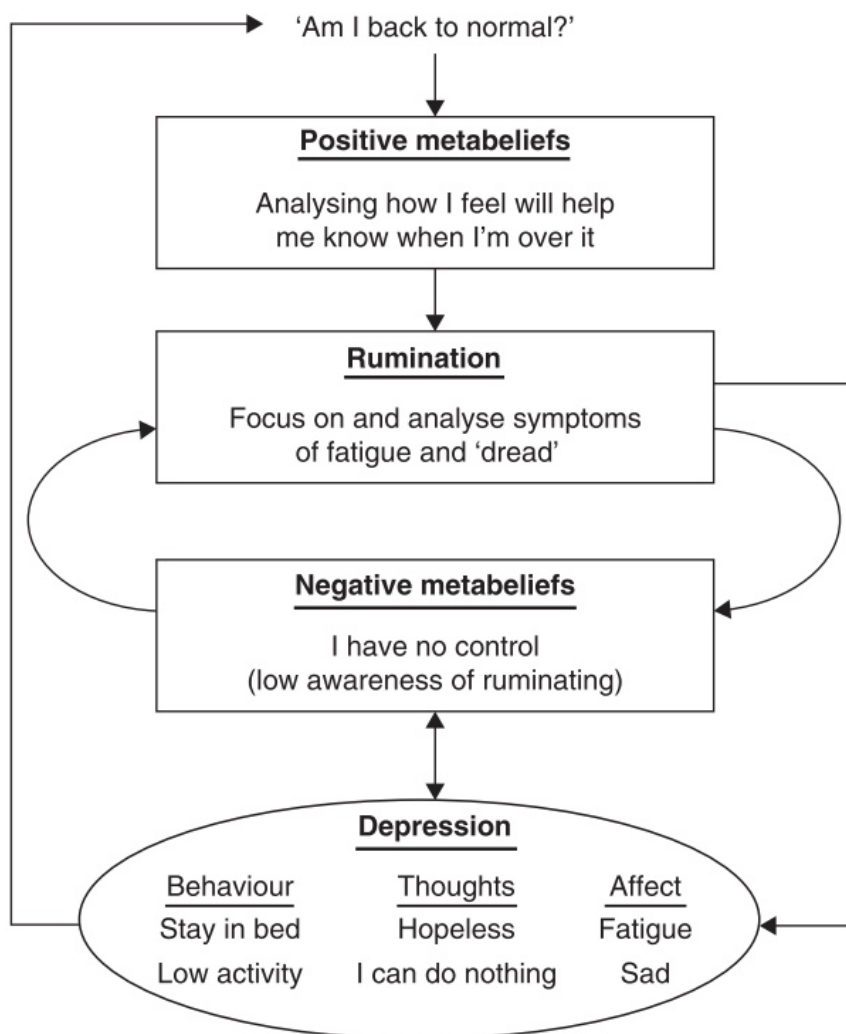 ‘Am I back to normal?’
Positive metabeliefs
Analysing how I feel will help
me know when I’m over it
Rumination
Focus on and analyse symptoms
of fatigue and ‘dread’
Negative metabeliefs
I have no control
(low awareness of ruminating)
Depression
Behaviour Thoughts Affect
Stay in bed Hopeless Fatigue
Low activity I can do nothing Sad